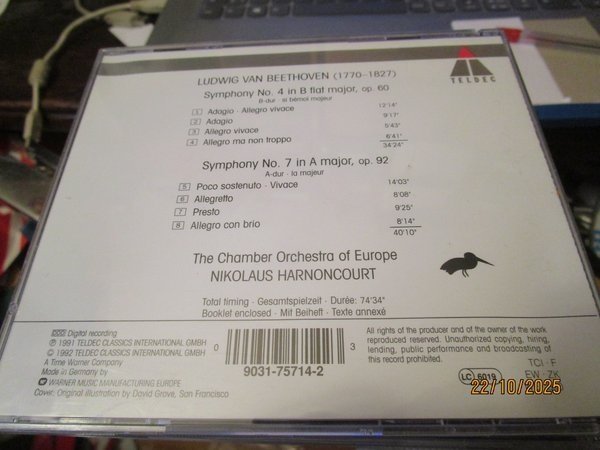 LUDWIG VAN BEETHOVEN (1770-1827)
TELDEC
Symphony No. 4 in B flat major, op. 60
B-dur · si bémol majeur
1 Adagio · Allegro vivace 12'14"
2 Adagio 9'17"
3 Allegro vivace 5'43"
4 Allegro ma non troppo 6'41"
34'24"
Symphony No. 7 in A major, op. 92
A-dur · la majeur
5 Poco sostenuto · Vivace 14'03"
6 Allegretto 8'08"
7 Presto 9'25"
8 Allegro con brio 8'14"
40'10"
The Chamber Orchestra of Europe
NIKOLAUS HARNONCOURT
Total timing · Gesamtspielzeit · Durée: 74'34"
Booklet enclosed · Mit Beiheft · Texte annexé
DDD Digital recording
℗ 1991 TELDEC CLASSICS INTERNATIONAL GMBH
© 1992 TELDEC CLASSICS INTERNATIONAL GMBH
A Time Warner Company
Made in Germany by
WARNER MUSIC MANUFACTURING EUROPE
Cover: Original illustration by David Grove, San Francisco
0 3
9031-75714-2
All rights of the producer and of the owner of the work
reproduced reserved. Unauthorized copying, hiring,
lending, public performance and broadcasting of
this record prohibited.
TCI · F
LC 6019
EW · ZK
22/10/2025